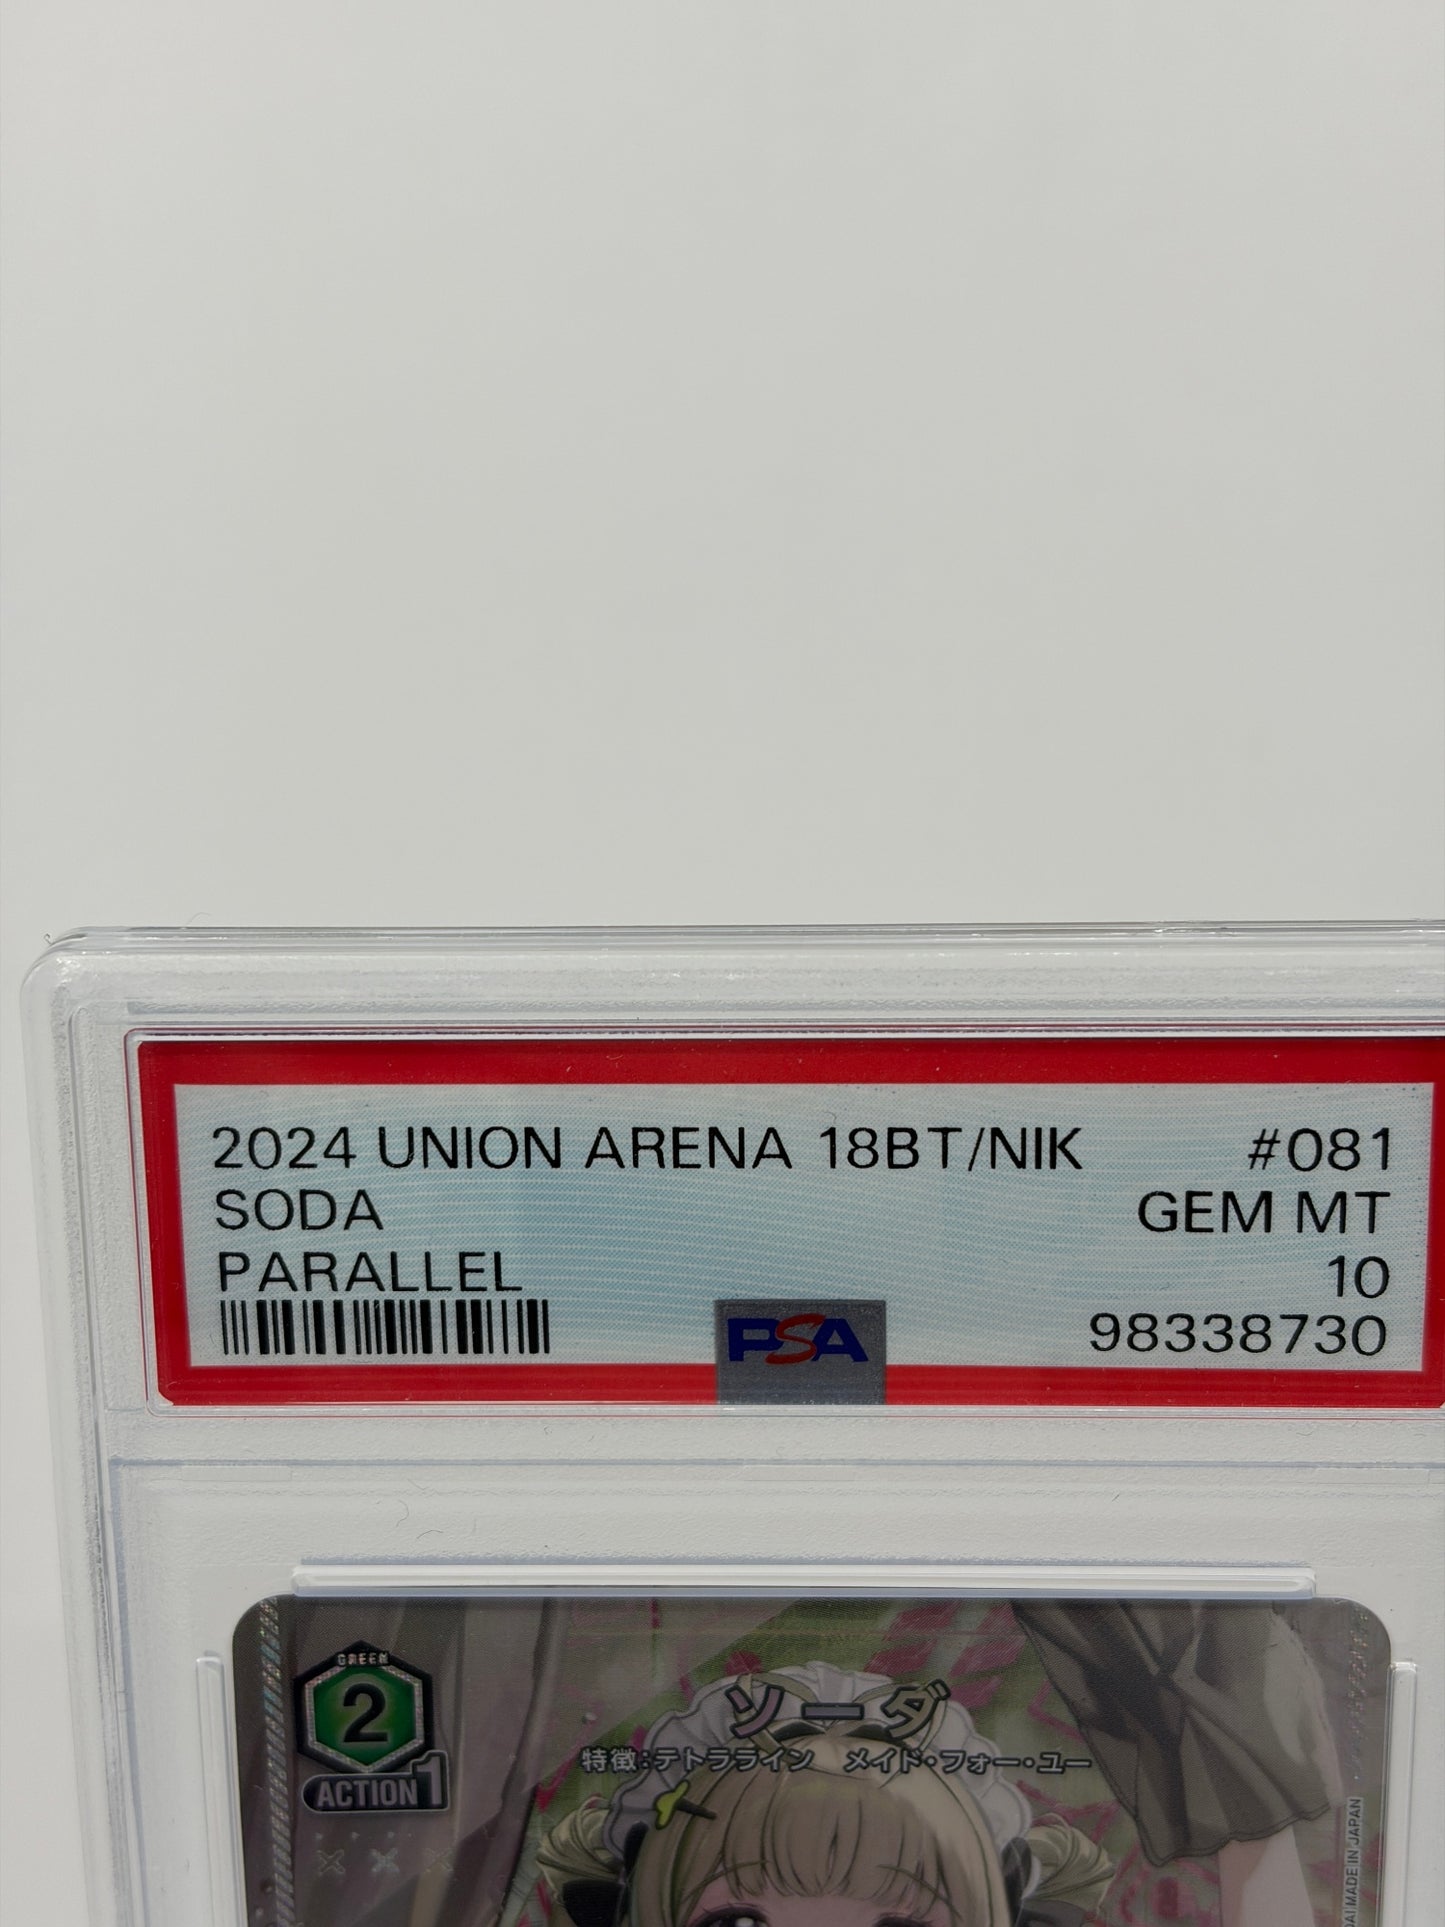 2024 UNION ARENA 18BT/NIK #081
SODA GEM MT
PARALLEL 10
98338730
PSA
GREEN
2
ソーダ
特徴:テトラライン メイド・フォー・ユー
ACTION 1
MADE IN JAPAN